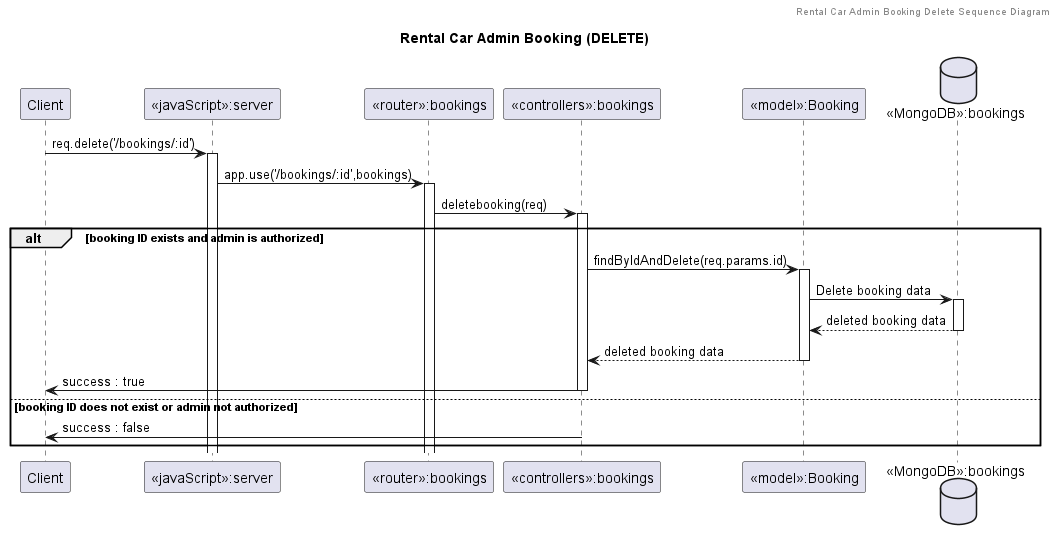 Rental Car Admin Booking Delete Sequence Diagram
Rental Car Admin Booking (DELETE)
Client
«javaScript»:server
«router»:bookings
«controllers»:bookings
«model»:Booking
«MongoDB»:bookings
req.delete('/bookings/:id')
app.use('/bookings/:id',bookings)
deletebooking(req)
alt
[booking ID exists and admin is authorized]
findByIdAndDelete(req.params.id)
Delete booking data
deleted booking data
deleted booking data
success : true
[booking ID does not exist or admin not authorized]
success : false
Client
«javaScript»:server
«router»:bookings
«controllers»:bookings
«model»:Booking
«MongoDB»:bookings